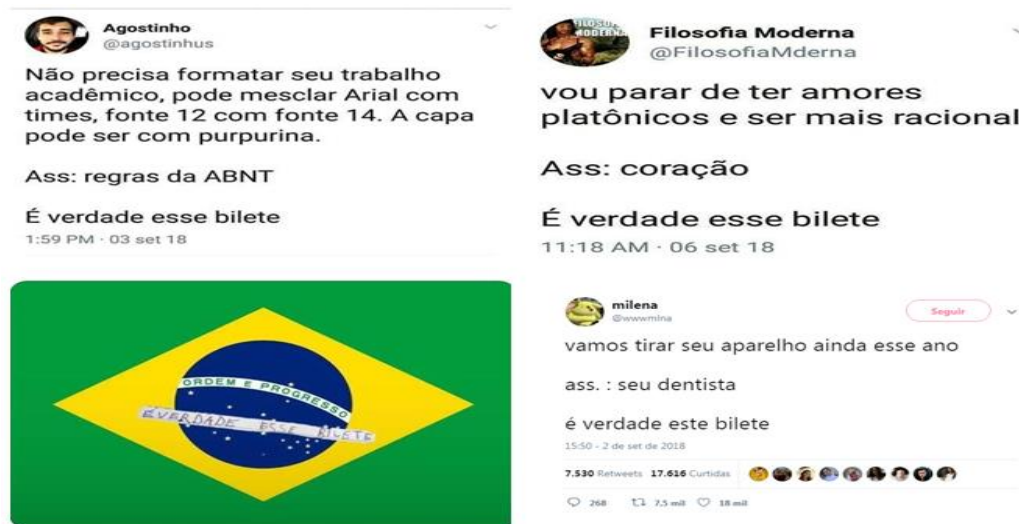 Agostinho
@agostinhus
Não precisa formatar seu trabalho
acadêmico, pode mesclar Arial com
times, fonte 12 com fonte 14. A capa
pode ser com purpurina.
Ass: regras da ABNT
É verdade esse bilete
1:59 PM · 03 set 18
FILOSOFIA
MODERNA
Filosofia Moderna
@FilosofiaMderna
vou parar de ter amores
platônicos e ser mais racional
Ass: coração
É verdade esse bilete
11:18 AM · 06 set 18
ORDEM E PROGRESSO
É VERDADE ESSE BILETE
milena
@wwwmlna
Seguir
vamos tirar seu aparelho ainda esse ano
ass. : seu dentista
é verdade este bilete
15:50 - 2 de set de 2018
7.530 Retweets 17.616 Curtidas
268 7,5 mil 18 mil